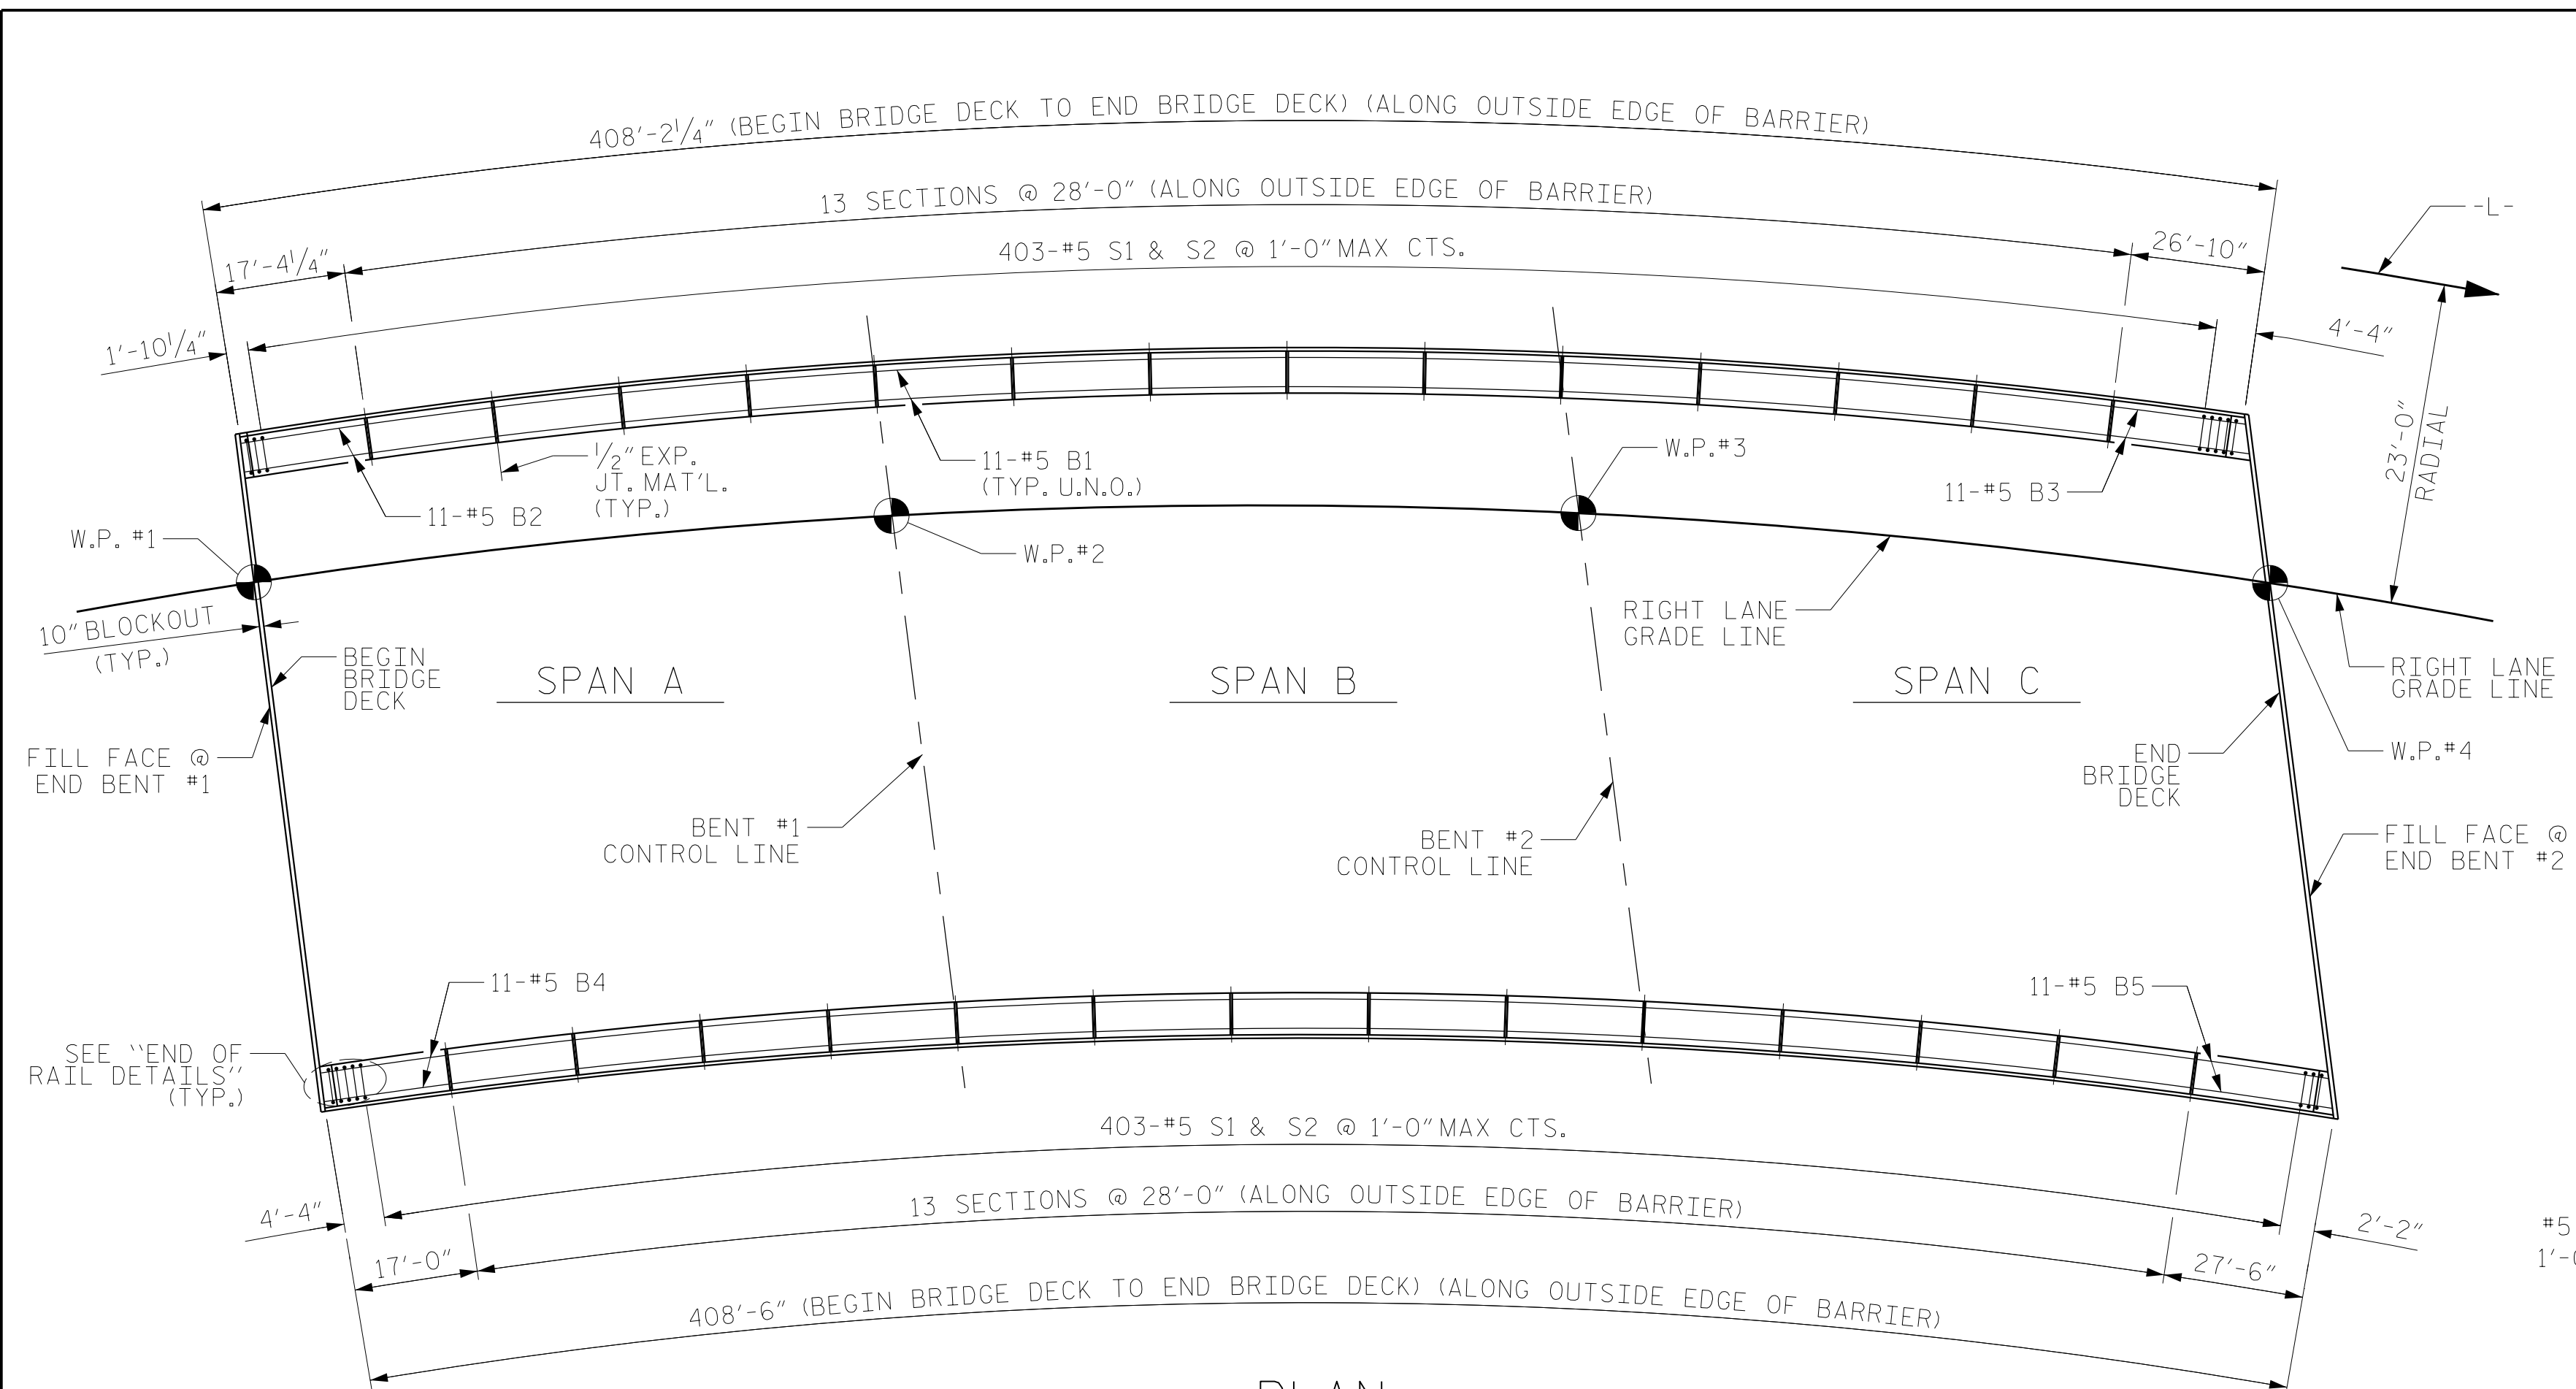 408'-2 1/4" (BEGIN BRIDGE DECK TO END BRIDGE DECK) (ALONG OUTSIDE EDGE OF BARRIER)
13 SECTIONS @ 28'-0" (ALONG OUTSIDE EDGE OF BARRIER)
-L-
403-#5 S1 & S2 @ 1'-0" MAX CTS.
17'-4 1/4"
26'-10"
1'-10 1/4"
4'-4"
23'-0"
RADIAL
1/2" EXP.
JT. MAT'L.
(TYP.)
11-#5 B1
(TYP. U.N.O.)
W.P.#3
11-#5 B3
11-#5 B2
W.P. #1
W.P.#2
10" BLOCKOUT
(TYP.)
RIGHT LANE
GRADE LINE
BEGIN
BRIDGE
DECK
SPAN A
SPAN B
SPAN C
RIGHT LANE
GRADE LINE
FILL FACE @
END BENT #1
END
BRIDGE
DECK
W.P.#4
BENT #1
CONTROL LINE
BENT #2
CONTROL LINE
FILL FACE @
END BENT #2
11-#5 B4
11-#5 B5
SEE "END OF
RAIL DETAILS"
(TYP.)
403-#5 S1 & S2 @ 1'-0" MAX CTS.
13 SECTIONS @ 28'-0" (ALONG OUTSIDE EDGE OF BARRIER)
4'-4"
2'-2"
17'-0"
27'-6"
#5
408'-6" (BEGIN BRIDGE DECK TO END BRIDGE DECK) (ALONG OUTSIDE EDGE OF BARRIER)
PLAN